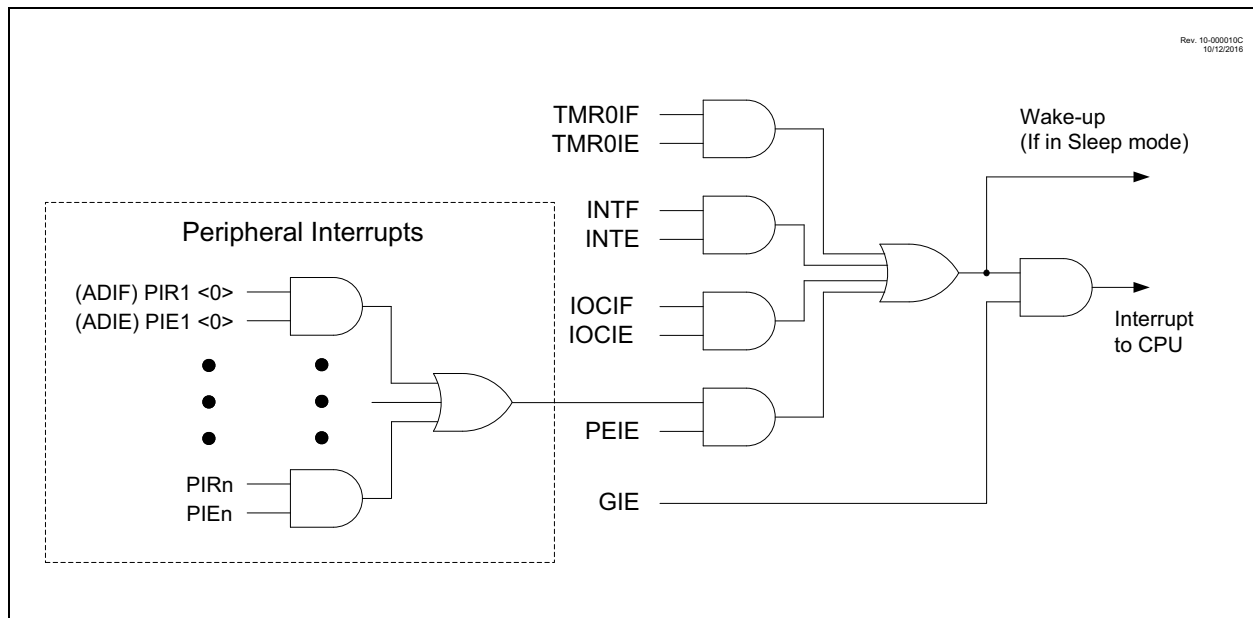 Rev. 10-000010C
10/12/2016
TMR0IF
TMR0IE
Wake-up
(If in Sleep mode)
INTF
INTE
Peripheral Interrupts
(ADIF) PIR1 <0>
(ADIE) PIE1 <0>
IOCIF
IOCIE
Interrupt
to CPU
PEIE
PIRn
PIEn
GIE